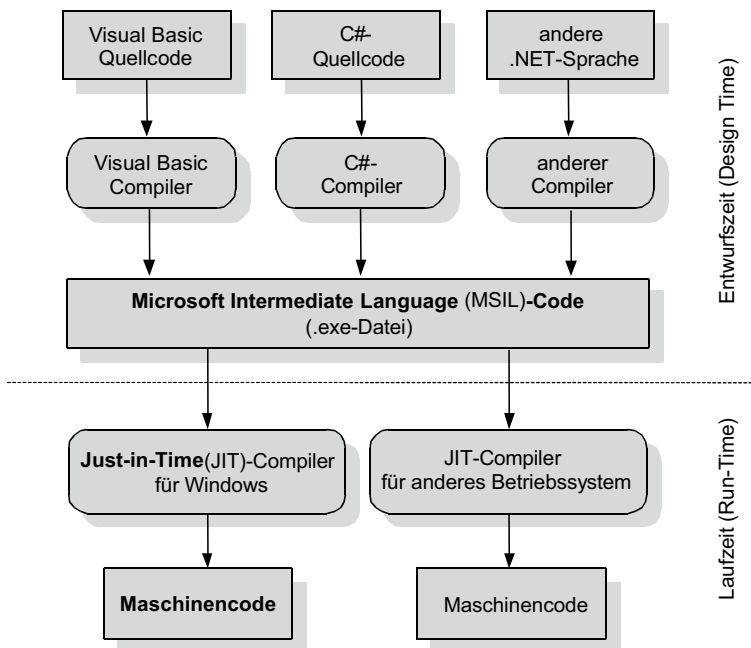 Visual Basic
Quellcode
C#-
Quellcode
andere
.NET-Sprache
Visual Basic
Compiler
C#-
Compiler
anderer
Compiler
Entwurfszeit (Design Time)
Microsoft Intermediate Language (MSIL)-Code
(.exe-Datei)
Just-in-Time(JIT)-Compiler
für Windows
JIT-Compiler
für anderes Betriebssystem
Laufzeit (Run-Time)
Maschinencode
Maschinencode